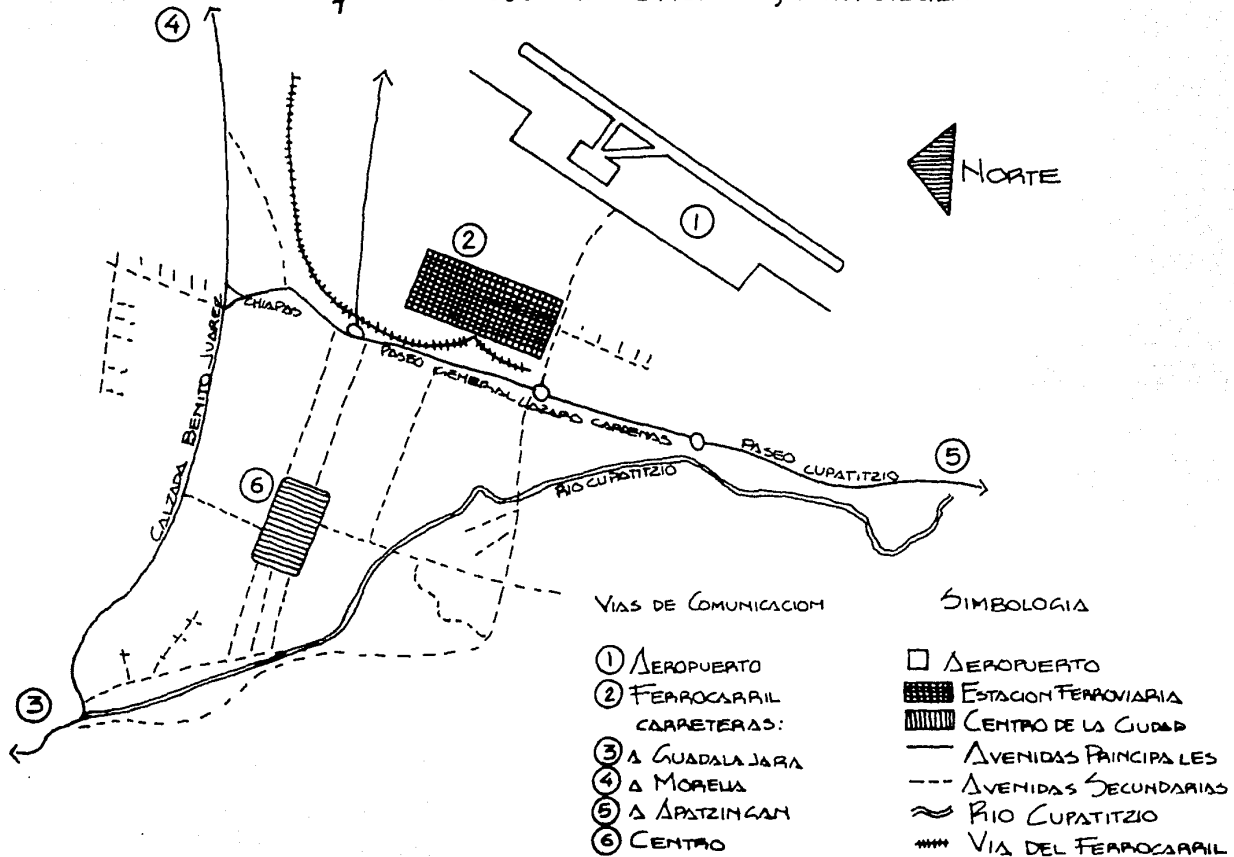 4
NORTE
1
2
CHIAPAS
CALZADA BENITO JUAREZ
PASEO GENERAL LAZARO CARDENAS
PASEO CUPATITZIO
5
RIO CUPATITZIO
6
3
VIAS DE COMUNICACION
1 AEROPUERTO
2 FERROCARRIL
CARRETERAS:
3 A GUADALAJARA
4 A MORELIA
5 A APATZINGAN
6 CENTRO
SIMBOLOGIA
AEROPUERTO
ESTACION FERROVIARIA
CENTRO DE LA CIUDAD
AVENIDAS PRINCIPALES
AVENIDAS SECUNDARIAS
RIO CUPATITZIO
VIA DEL FERROCARRIL